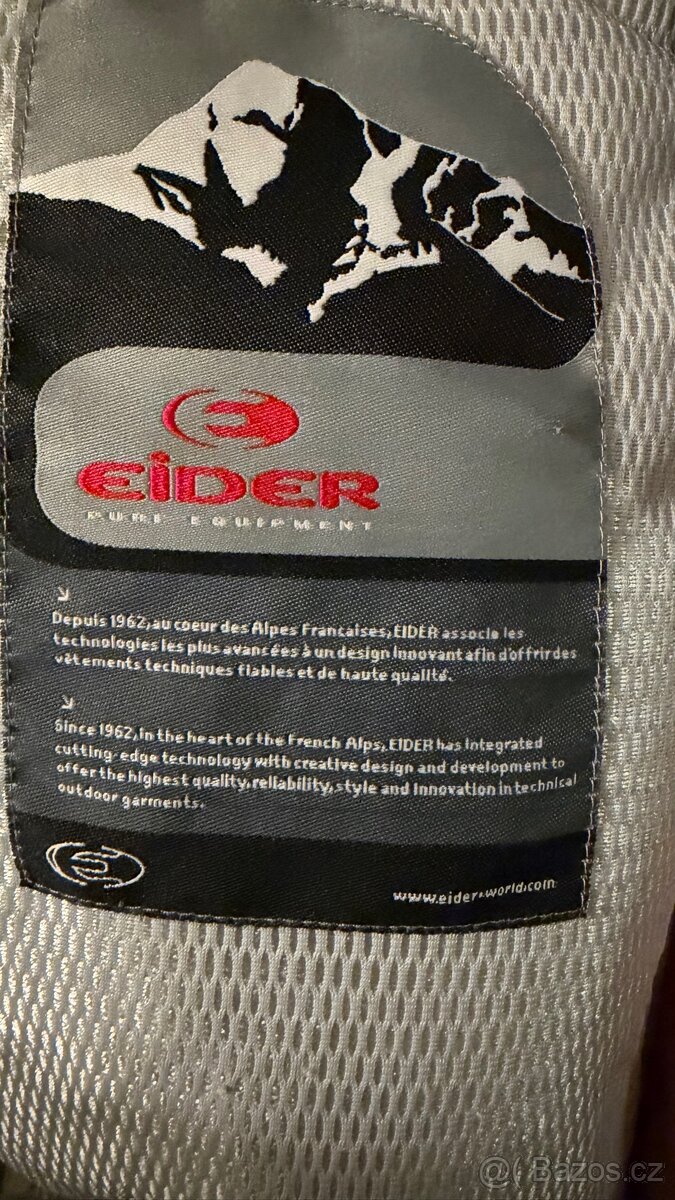 EiDER
PURE EQUIPMENT
Depuis 1962, au coeur des Alpes Francaises, EIDER associe les
technologies les plus avancées à un design innovant afin d'offrir des
vêtements techniques fiables et de haute qualité.
Since 1962, in the heart of the French Alps, EIDER has integrated
cutting-edge technology with creative design and development to
offer the highest quality, reliability, style and innovation in technical
outdoor garments.
www.eider-world.com
@( Bazos.cz